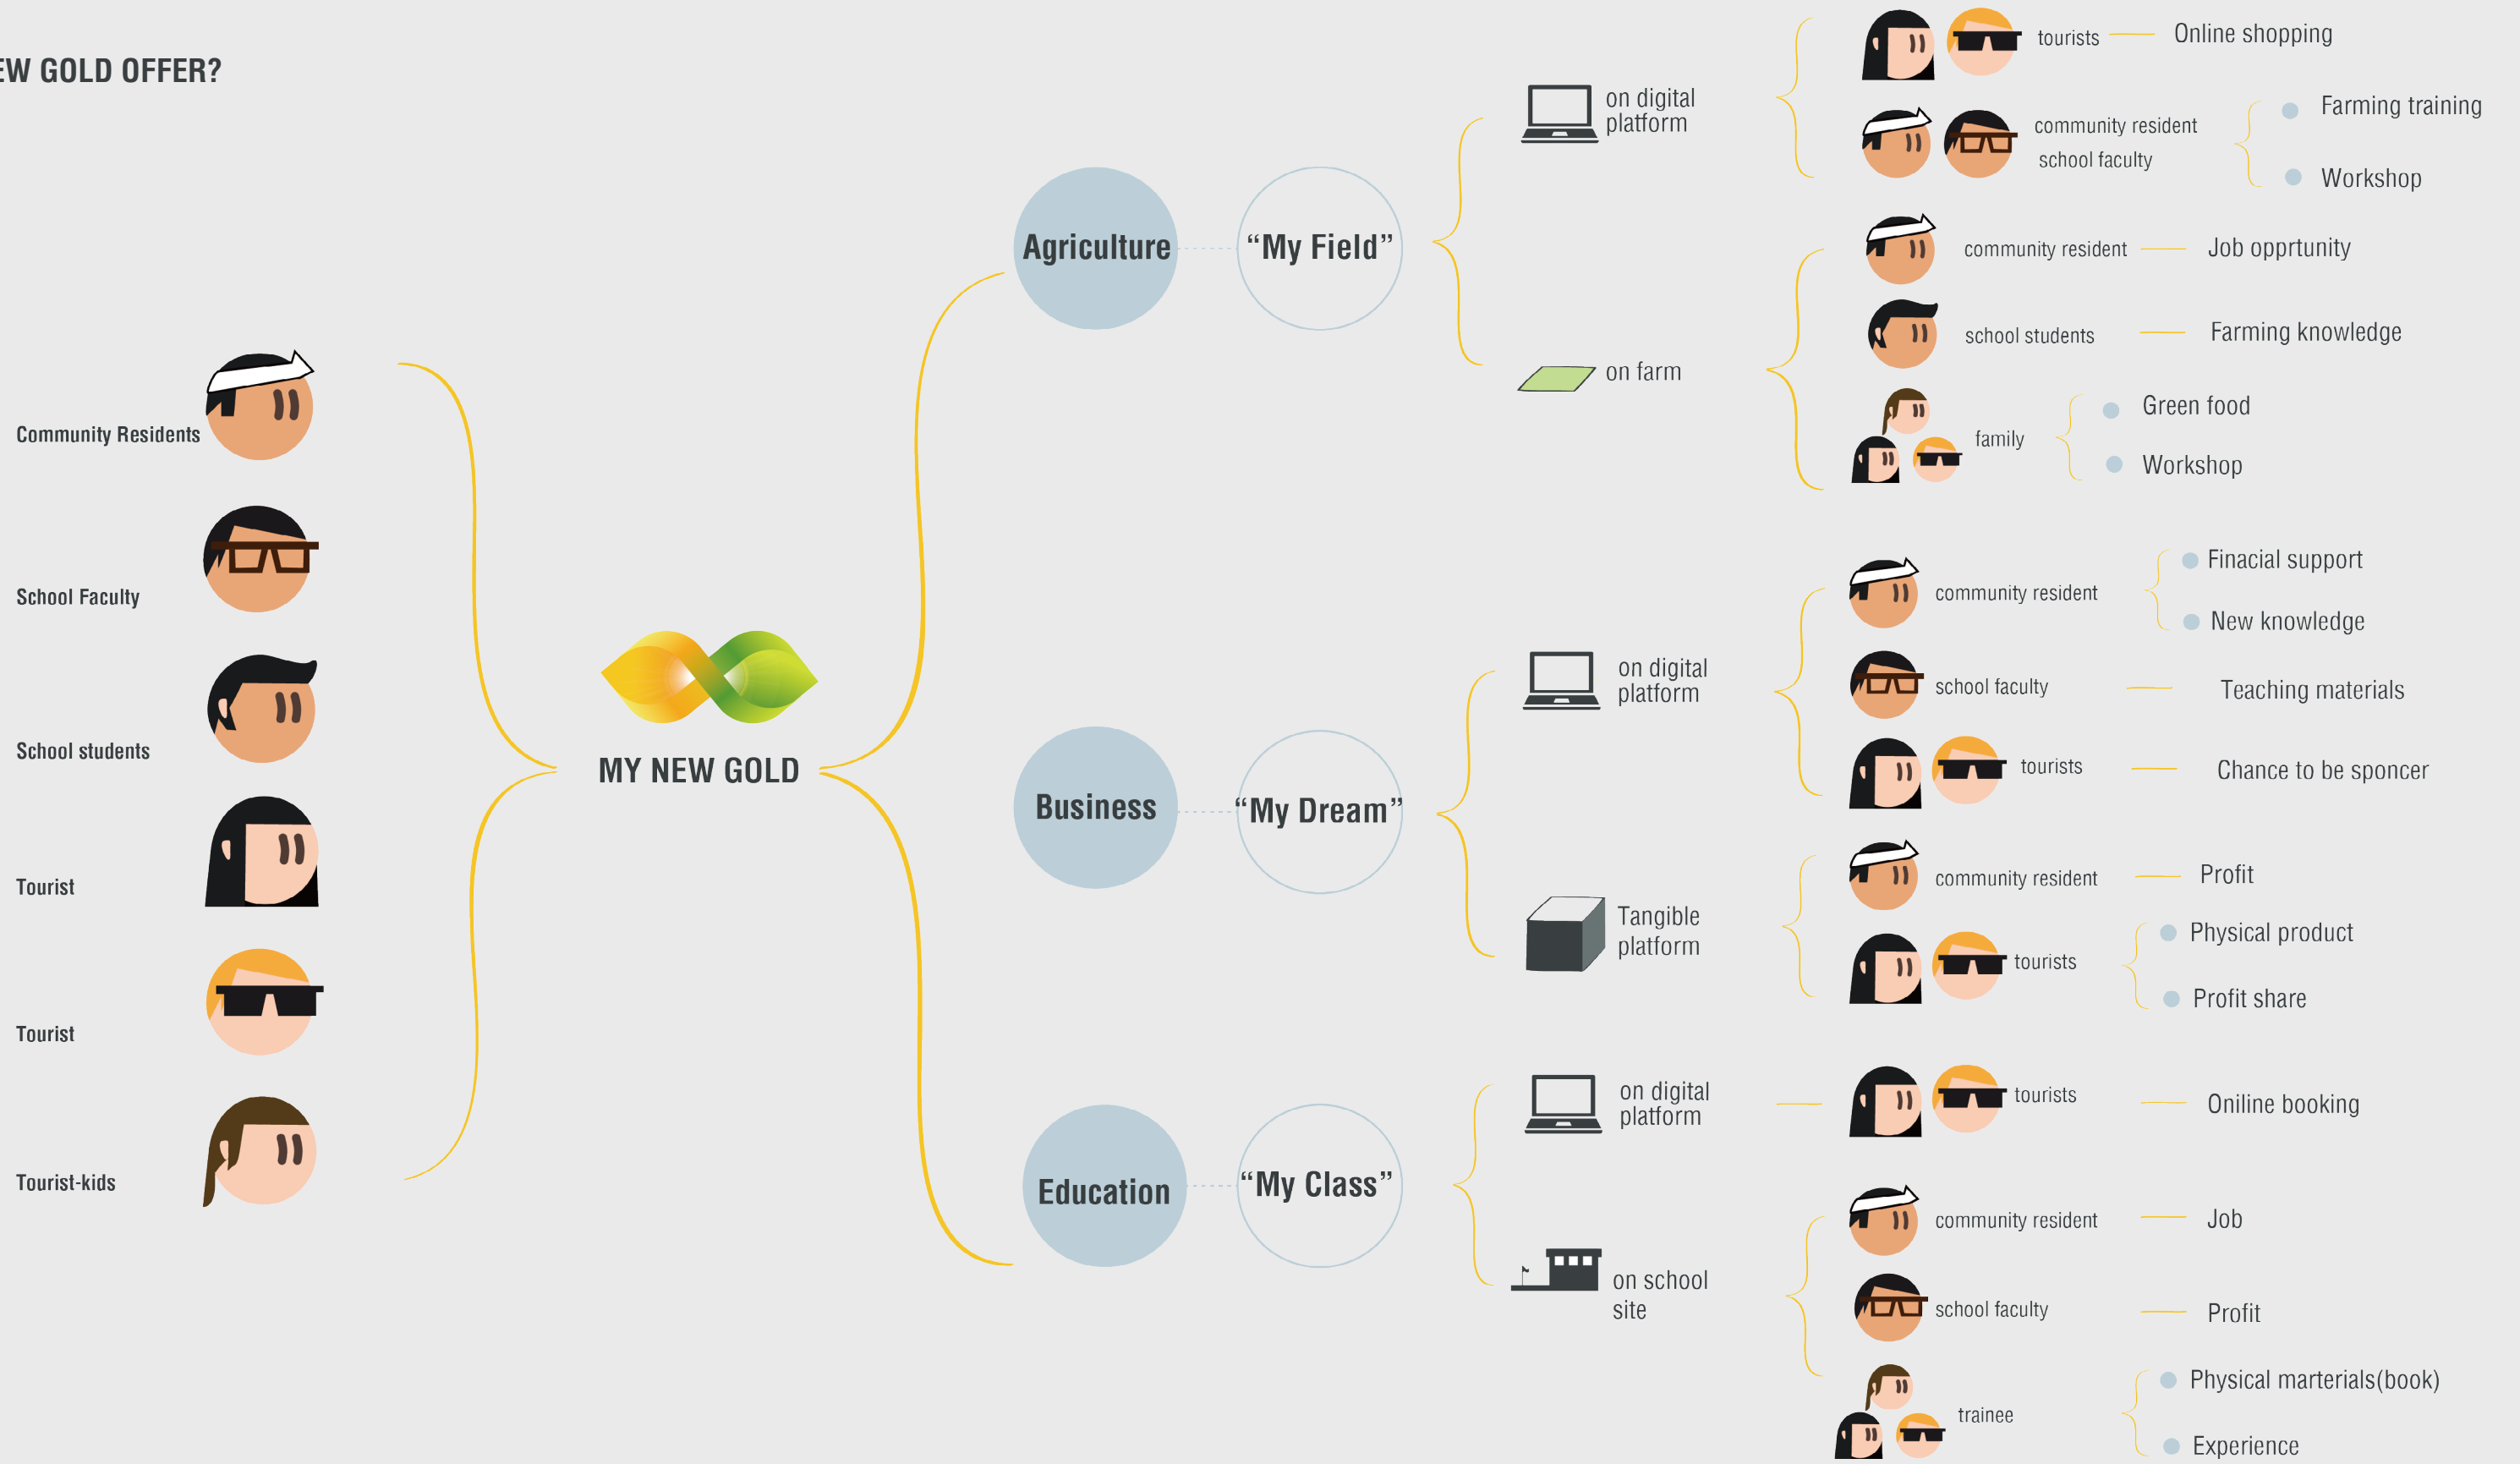 EW GOLD OFFER?
Community Residents
School Faculty
School students
Tourist
Tourist
Tourist-kids
MY NEW GOLD
Agriculture
“My Field”
on digital
platform
tourists
Online shopping
community resident
school faculty
Farming training
Workshop
on farm
community resident
Job opprtunity
school students
Farming knowledge
family
Green food
Workshop
Business
“My Dream”
on digital
platform
community resident
Finacial support
New knowledge
school faculty
Teaching materials
tourists
Chance to be sponcer
Tangible
platform
community resident
Profit
tourists
Physical product
Profit share
Education
“My Class”
on digital
platform
tourists
Oniline booking
on school
site
community resident
Job
school faculty
Profit
trainee
Physical marterials(book)
Experience